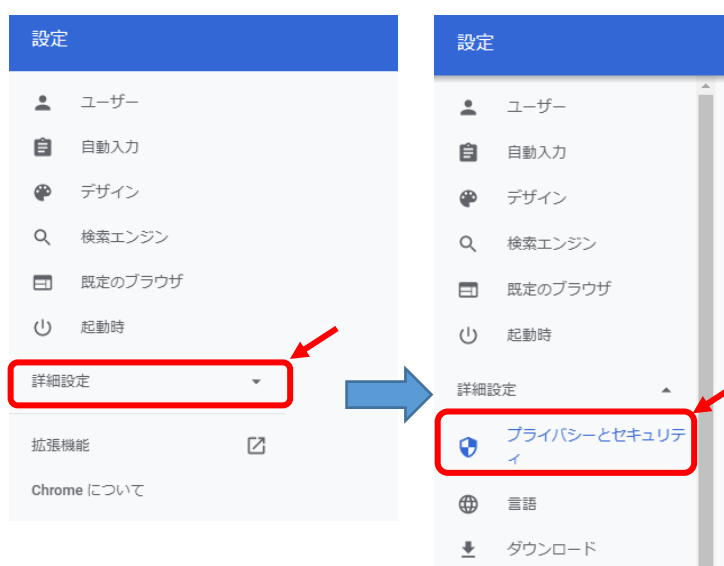 設定
ユーザー
自動入力
デザイン
検索エンジン
既定のブラウザ
起動時
詳細設定
拡張機能
Chrome について
設定
ユーザー
自動入力
デザイン
検索エンジン
既定のブラウザ
起動時
詳細設定
プライバシーとセキュリテ
ィ
言語
ダウンロード